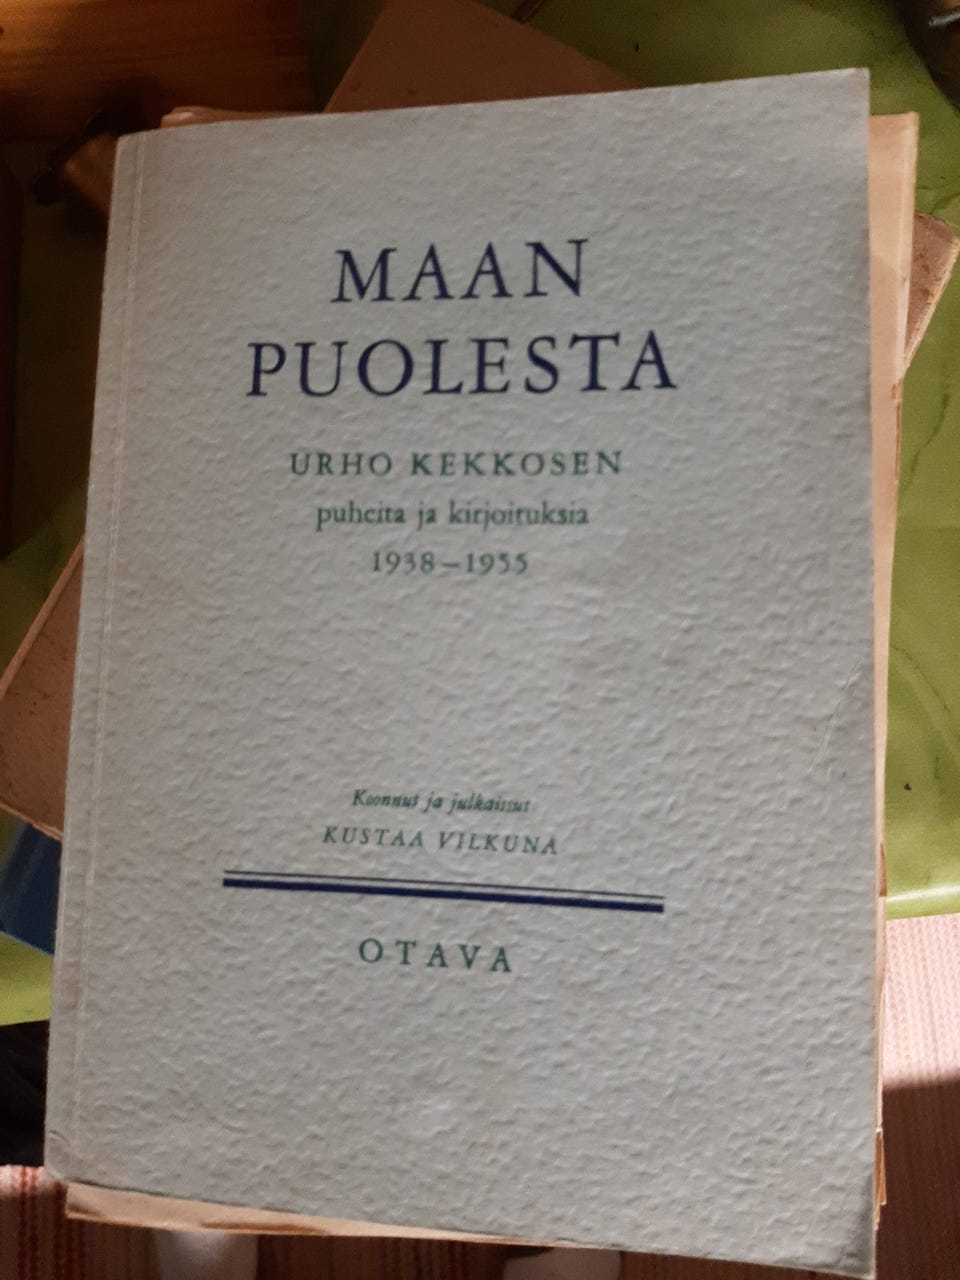 MAAN
PUOLESTA
URHO KEKKOSEN
puheita ja kirjoituksia
1938–1955
Koonnut ja julkaissut
KUSTAA VILKUNA
OTAVA